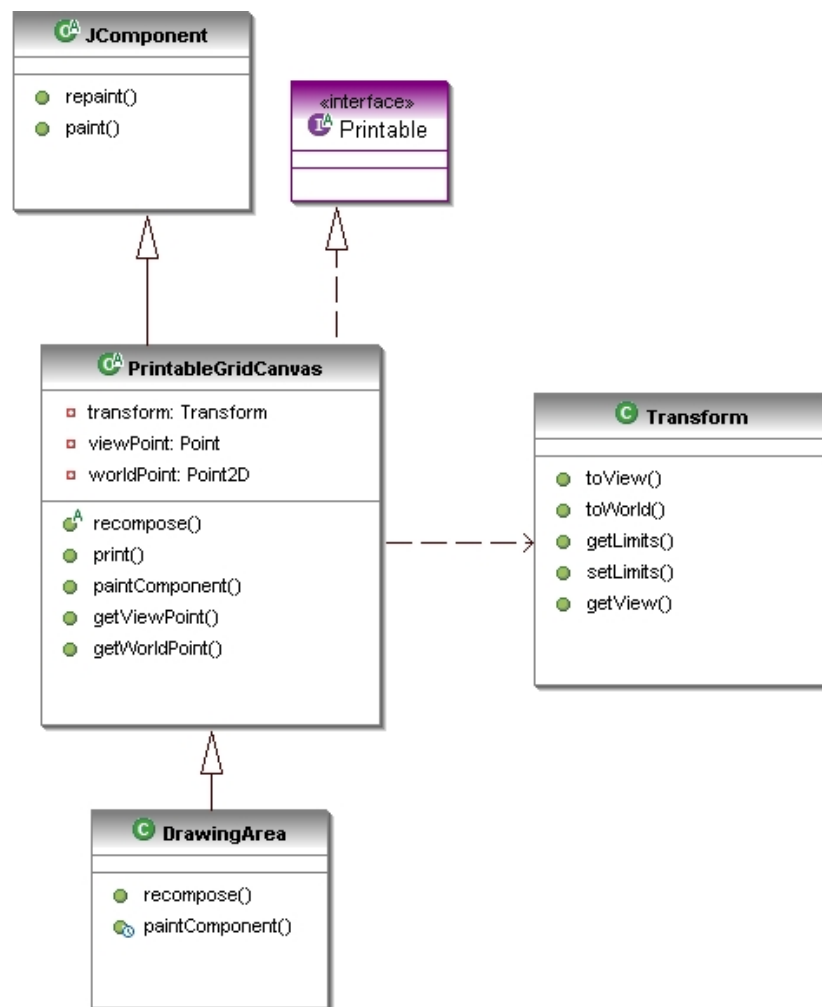 JComponent
repaint()
paint()
«interface»
Printable
PrintableGridCanvas
transform: Transform
viewPoint: Point
worldPoint: Point2D
recompose()
print()
paintComponent()
getViewPoint()
getWorldPoint()
Transform
toView()
toWorld()
getLimits()
setLimits()
getView()
DrawingArea
recompose()
paintComponent()